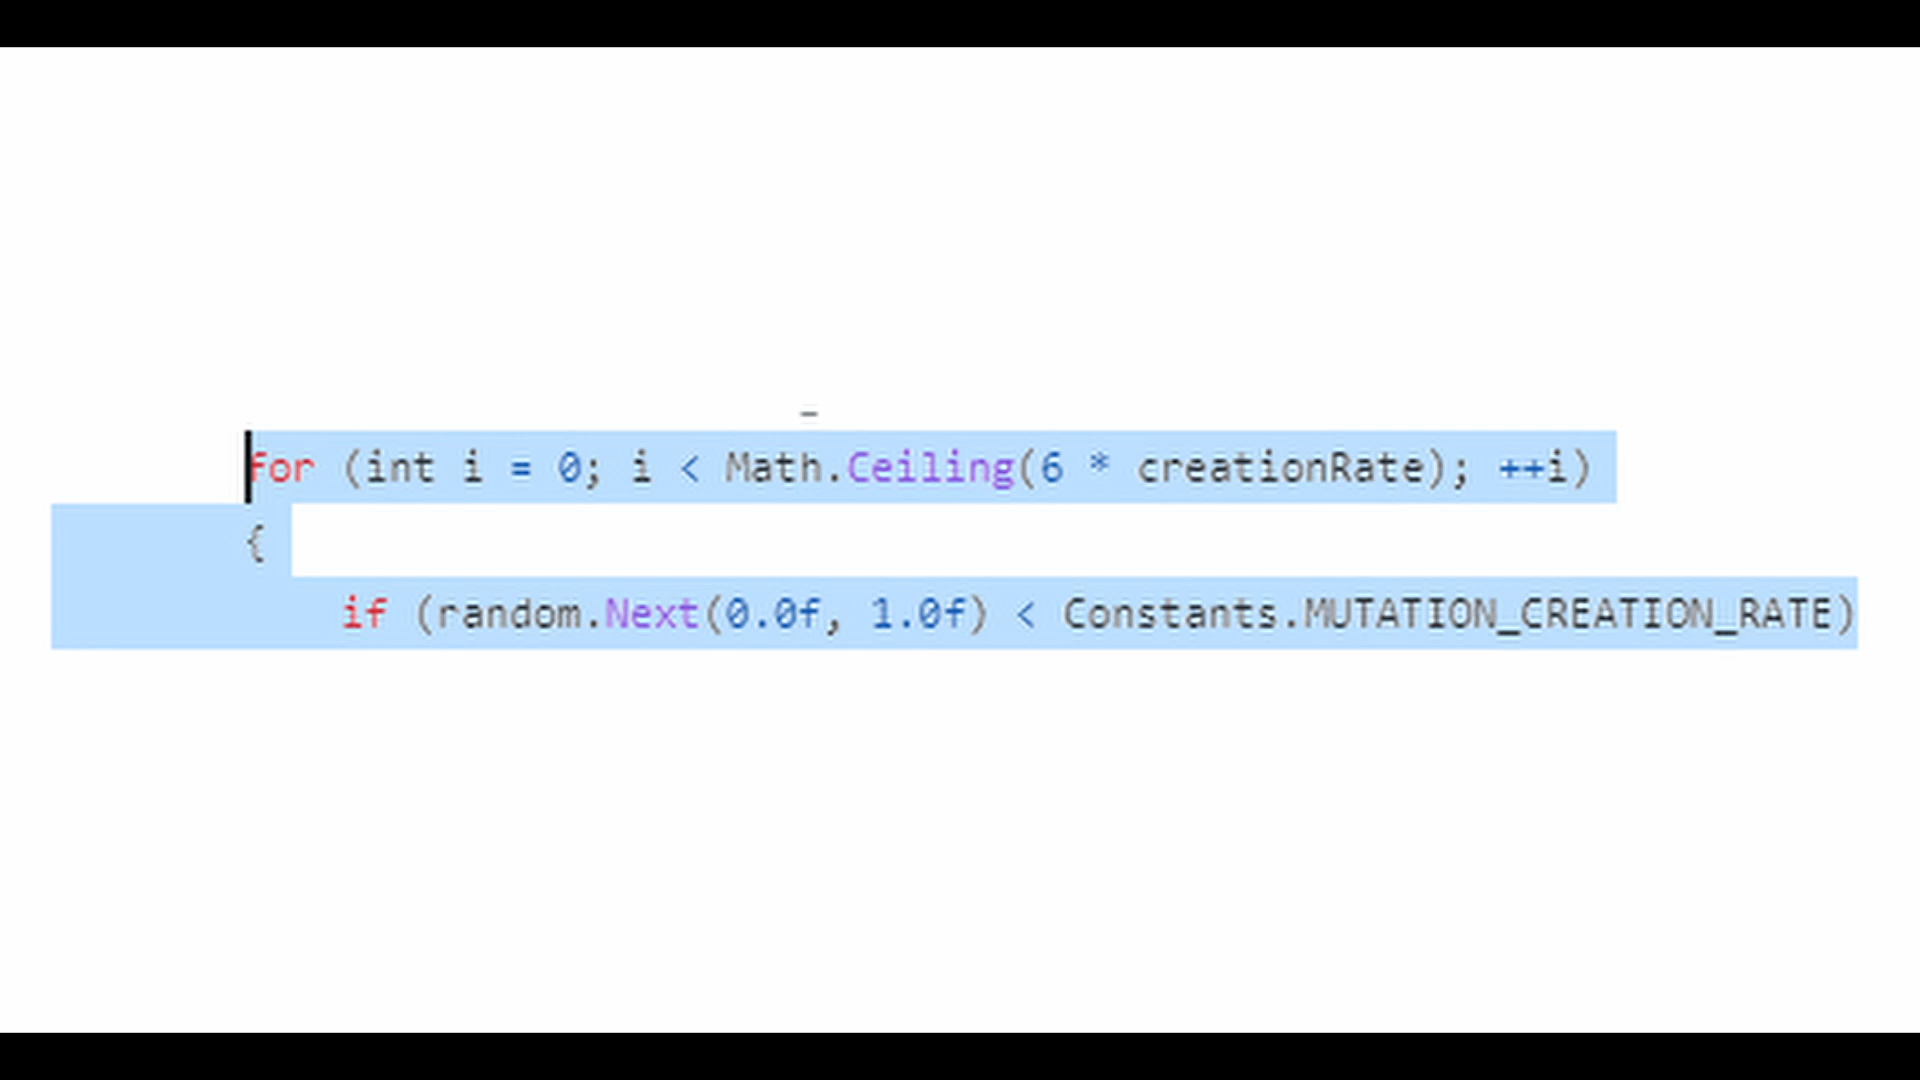 for (int i = 0; i < Math.Ceiling(6 * creationRate); ++i)
{
if (random.Next(0.0f, 1.0f) < Constants.MUTATION_CREATION_RATE)